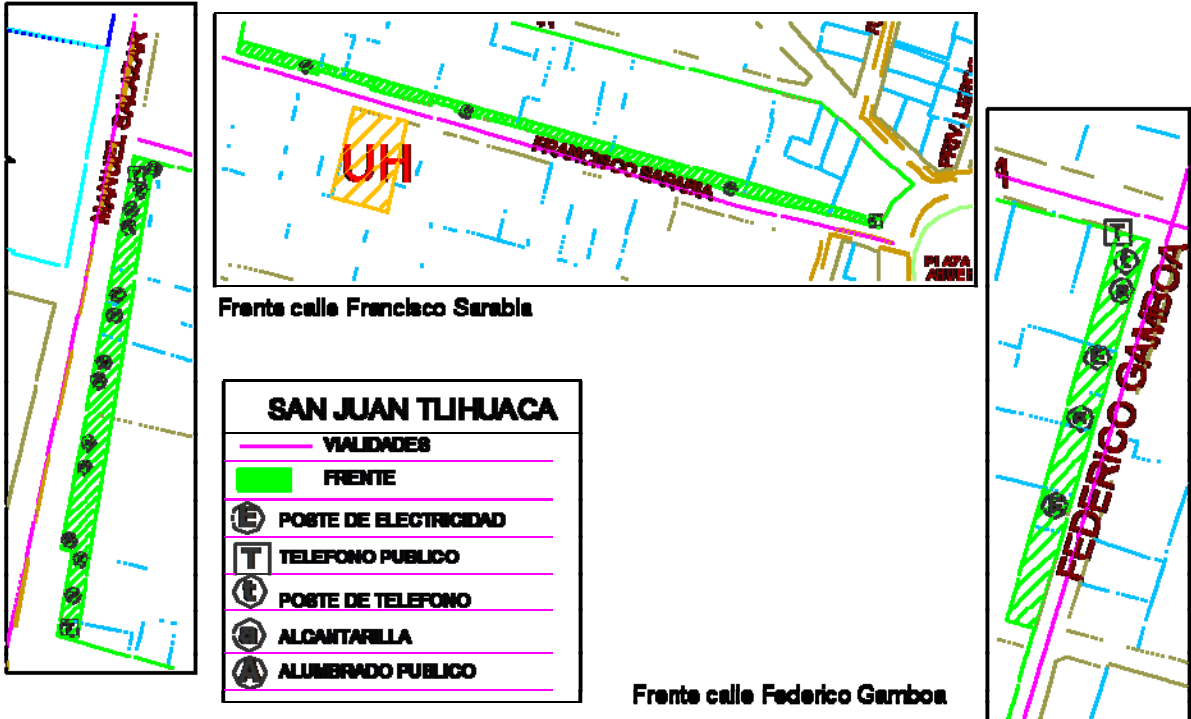 MANUEL SALAZAR
UH
FRANCISCO SARABIA
Frente calle Francisco Sarabia
SAN JUAN TLIHUACA
VIALIDADES
FRENTE
E POSTE DE ELECTRICIDAD
T TELEFONO PUBLICO
t POSTE DE TELEFONO
a ALCANTARILLA
A ALUMBRADO PUBLICO
T
t
a
E
a
FEDERICO GAMBOA
Frente calle Federico Gamboa